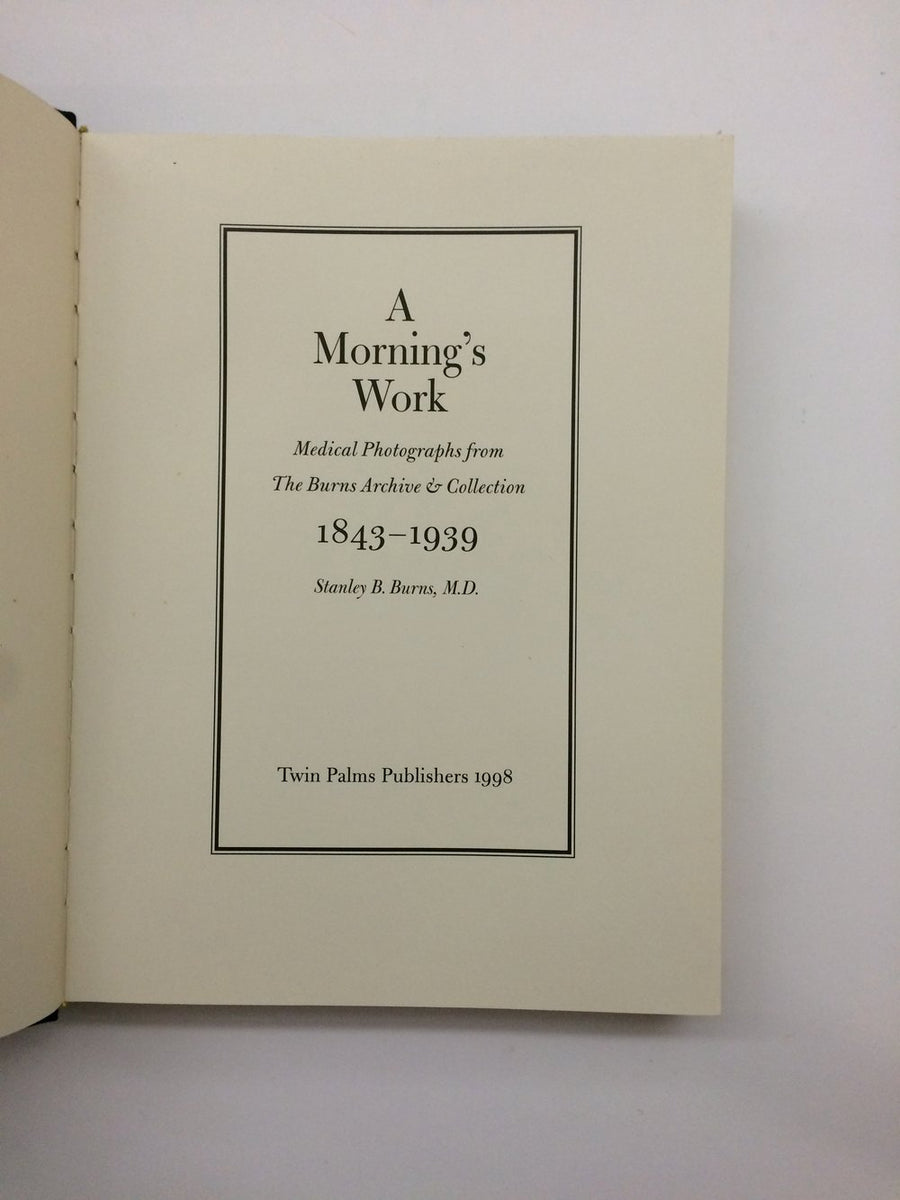 A
Morning’s
Work
Medical Photographs from
The Burns Archive & Collection
1843–1939
Stanley B. Burns, M.D.
Twin Palms Publishers 1998